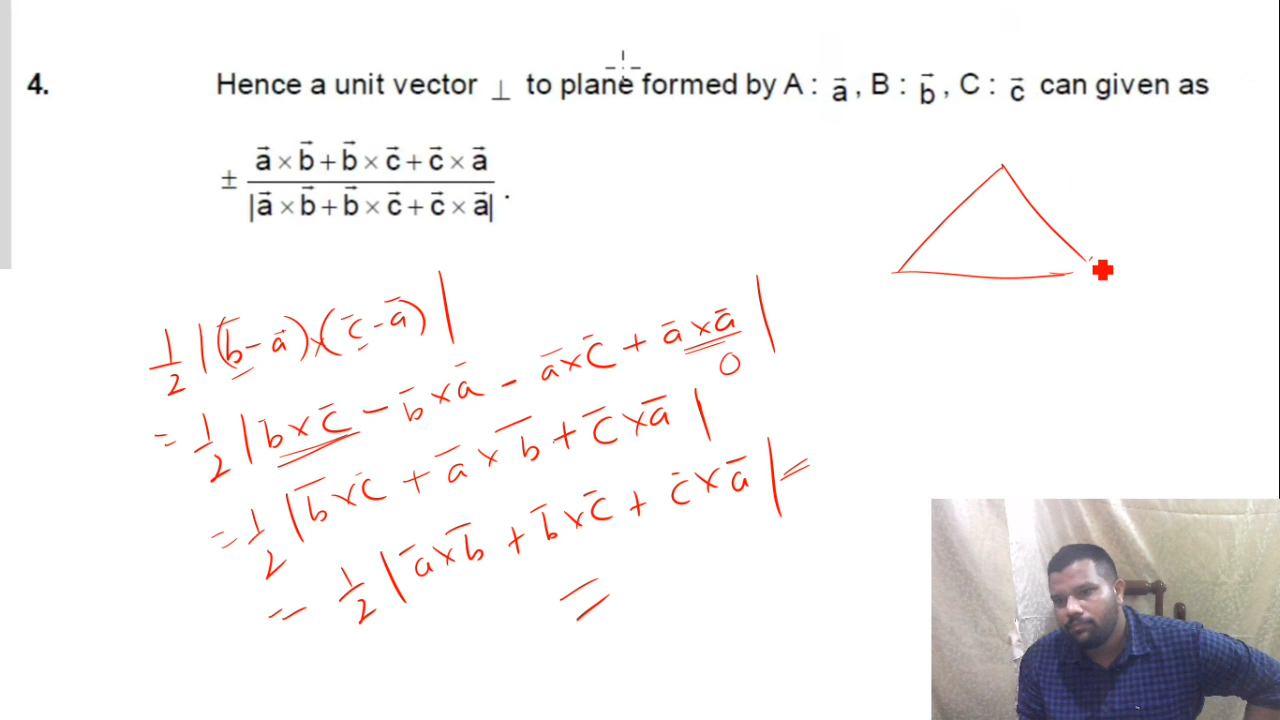 4. Hence a unit vector ⊥ to plane formed by A : a⃗ , B : b⃗ , C : c⃗ can given as
± (a⃗ × b⃗ + b⃗ × c⃗ + c⃗ × a⃗) / |a⃗ × b⃗ + b⃗ × c⃗ + c⃗ × a⃗| .
1/2 |(b̄ - ā) × (c̄ - ā)|
= 1/2 |b̄ × c̄ - b̄ × ā - ā × c̄ + ā × ā|
0
= 1/2 |b̄ × c̄ + ā × b̄ + c̄ × ā|
= 1/2 |ā × b̄ + b̄ × c̄ + c̄ × ā| =
=